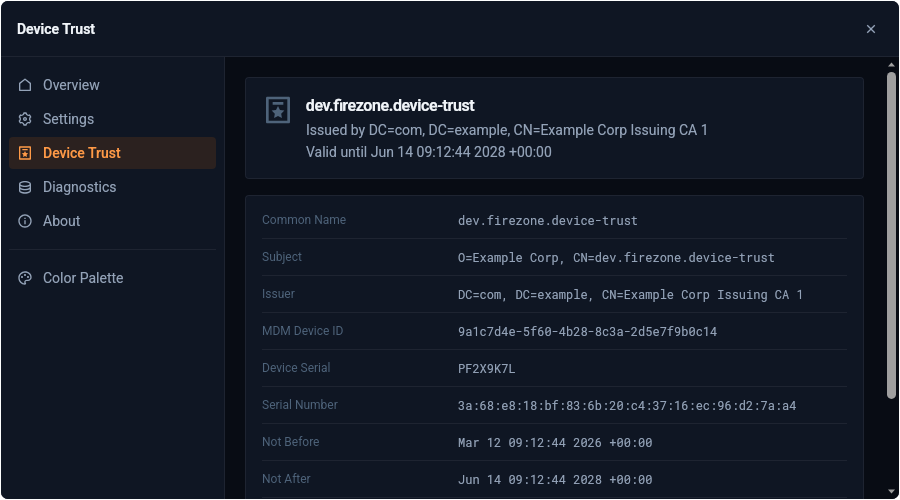 Device Trust
Overview
Settings
Device Trust
Diagnostics
About
Color Palette
dev.firezone.device-trust
Issued by DC=com, DC=example, CN=Example Corp Issuing CA 1
Valid until Jun 14 09:12:44 2028 +00:00
Common Name dev.firezone.device-trust
Subject O=Example Corp, CN=dev.firezone.device-trust
Issuer DC=com, DC=example, CN=Example Corp Issuing CA 1
MDM Device ID 9a1c7d4e-5f60-4b28-8c3a-2d5e7f9b0c14
Device Serial PF2X9K7L
Serial Number 3a:68:e8:18:bf:83:6b:20:c4:37:16:ec:96:d2:7a:a4
Not Before Mar 12 09:12:44 2026 +00:00
Not After Jun 14 09:12:44 2028 +00:00